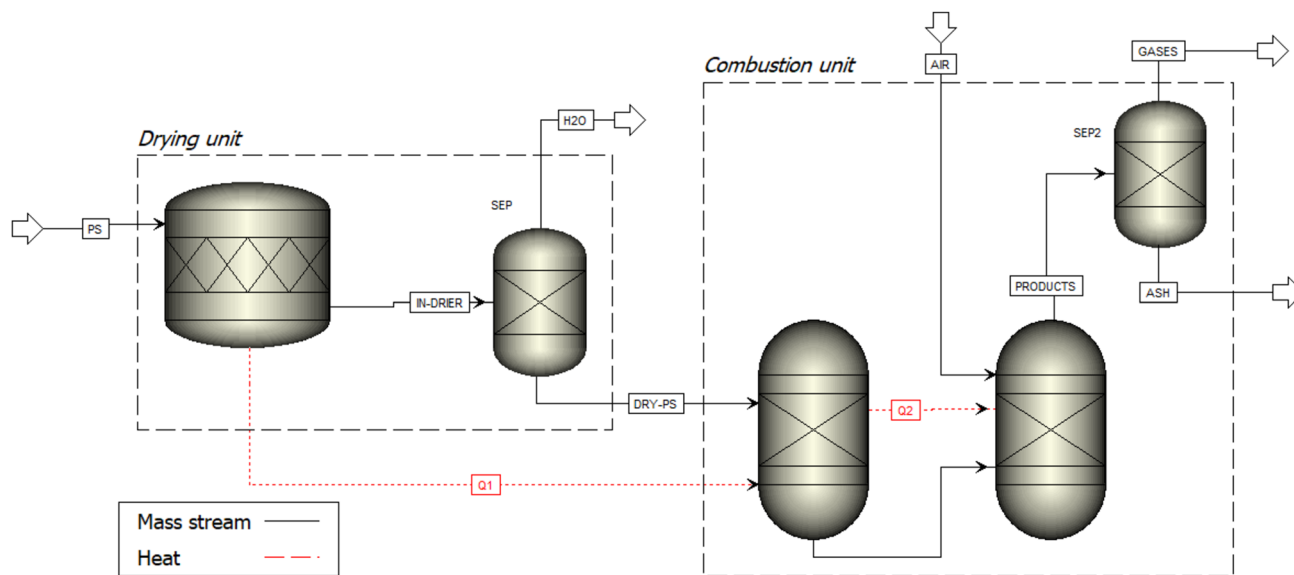 GASES
Combustion unit
AIR
H2O
SEP2
Drying unit
SEP
PS
PRODUCTS
ASH
IN-DRIER
DRY-PS
Q2
Q1
Mass stream
Heat